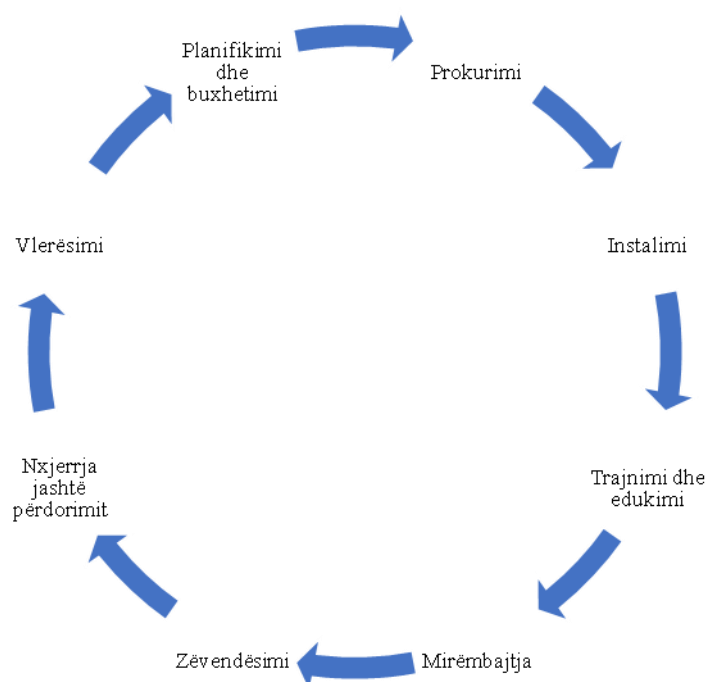 Planifikimi
dhe
buxhetimi
Prokurimi
Instalimi
Trajnimi dhe
edukimi
Mirëmbajtja
Zëvendësimi
Nxjerrja
jashtë
përdorimit
Vlerësimi